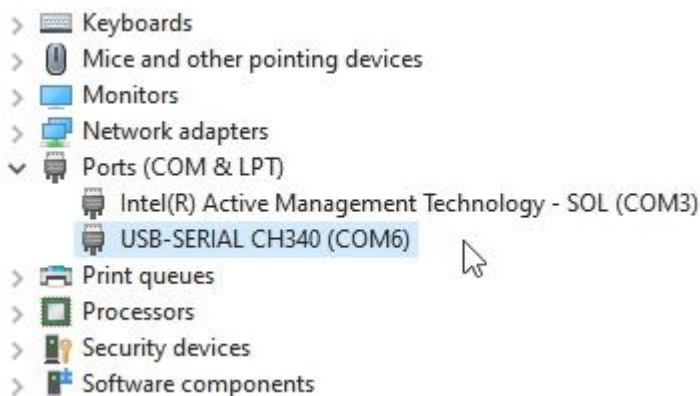 Keyboards
Mice and other pointing devices
Monitors
Network adapters
Ports (COM & LPT)
Intel(R) Active Management Technology - SOL (COM3)
USB-SERIAL CH340 (COM6)
Print queues
Processors
Security devices
Software components